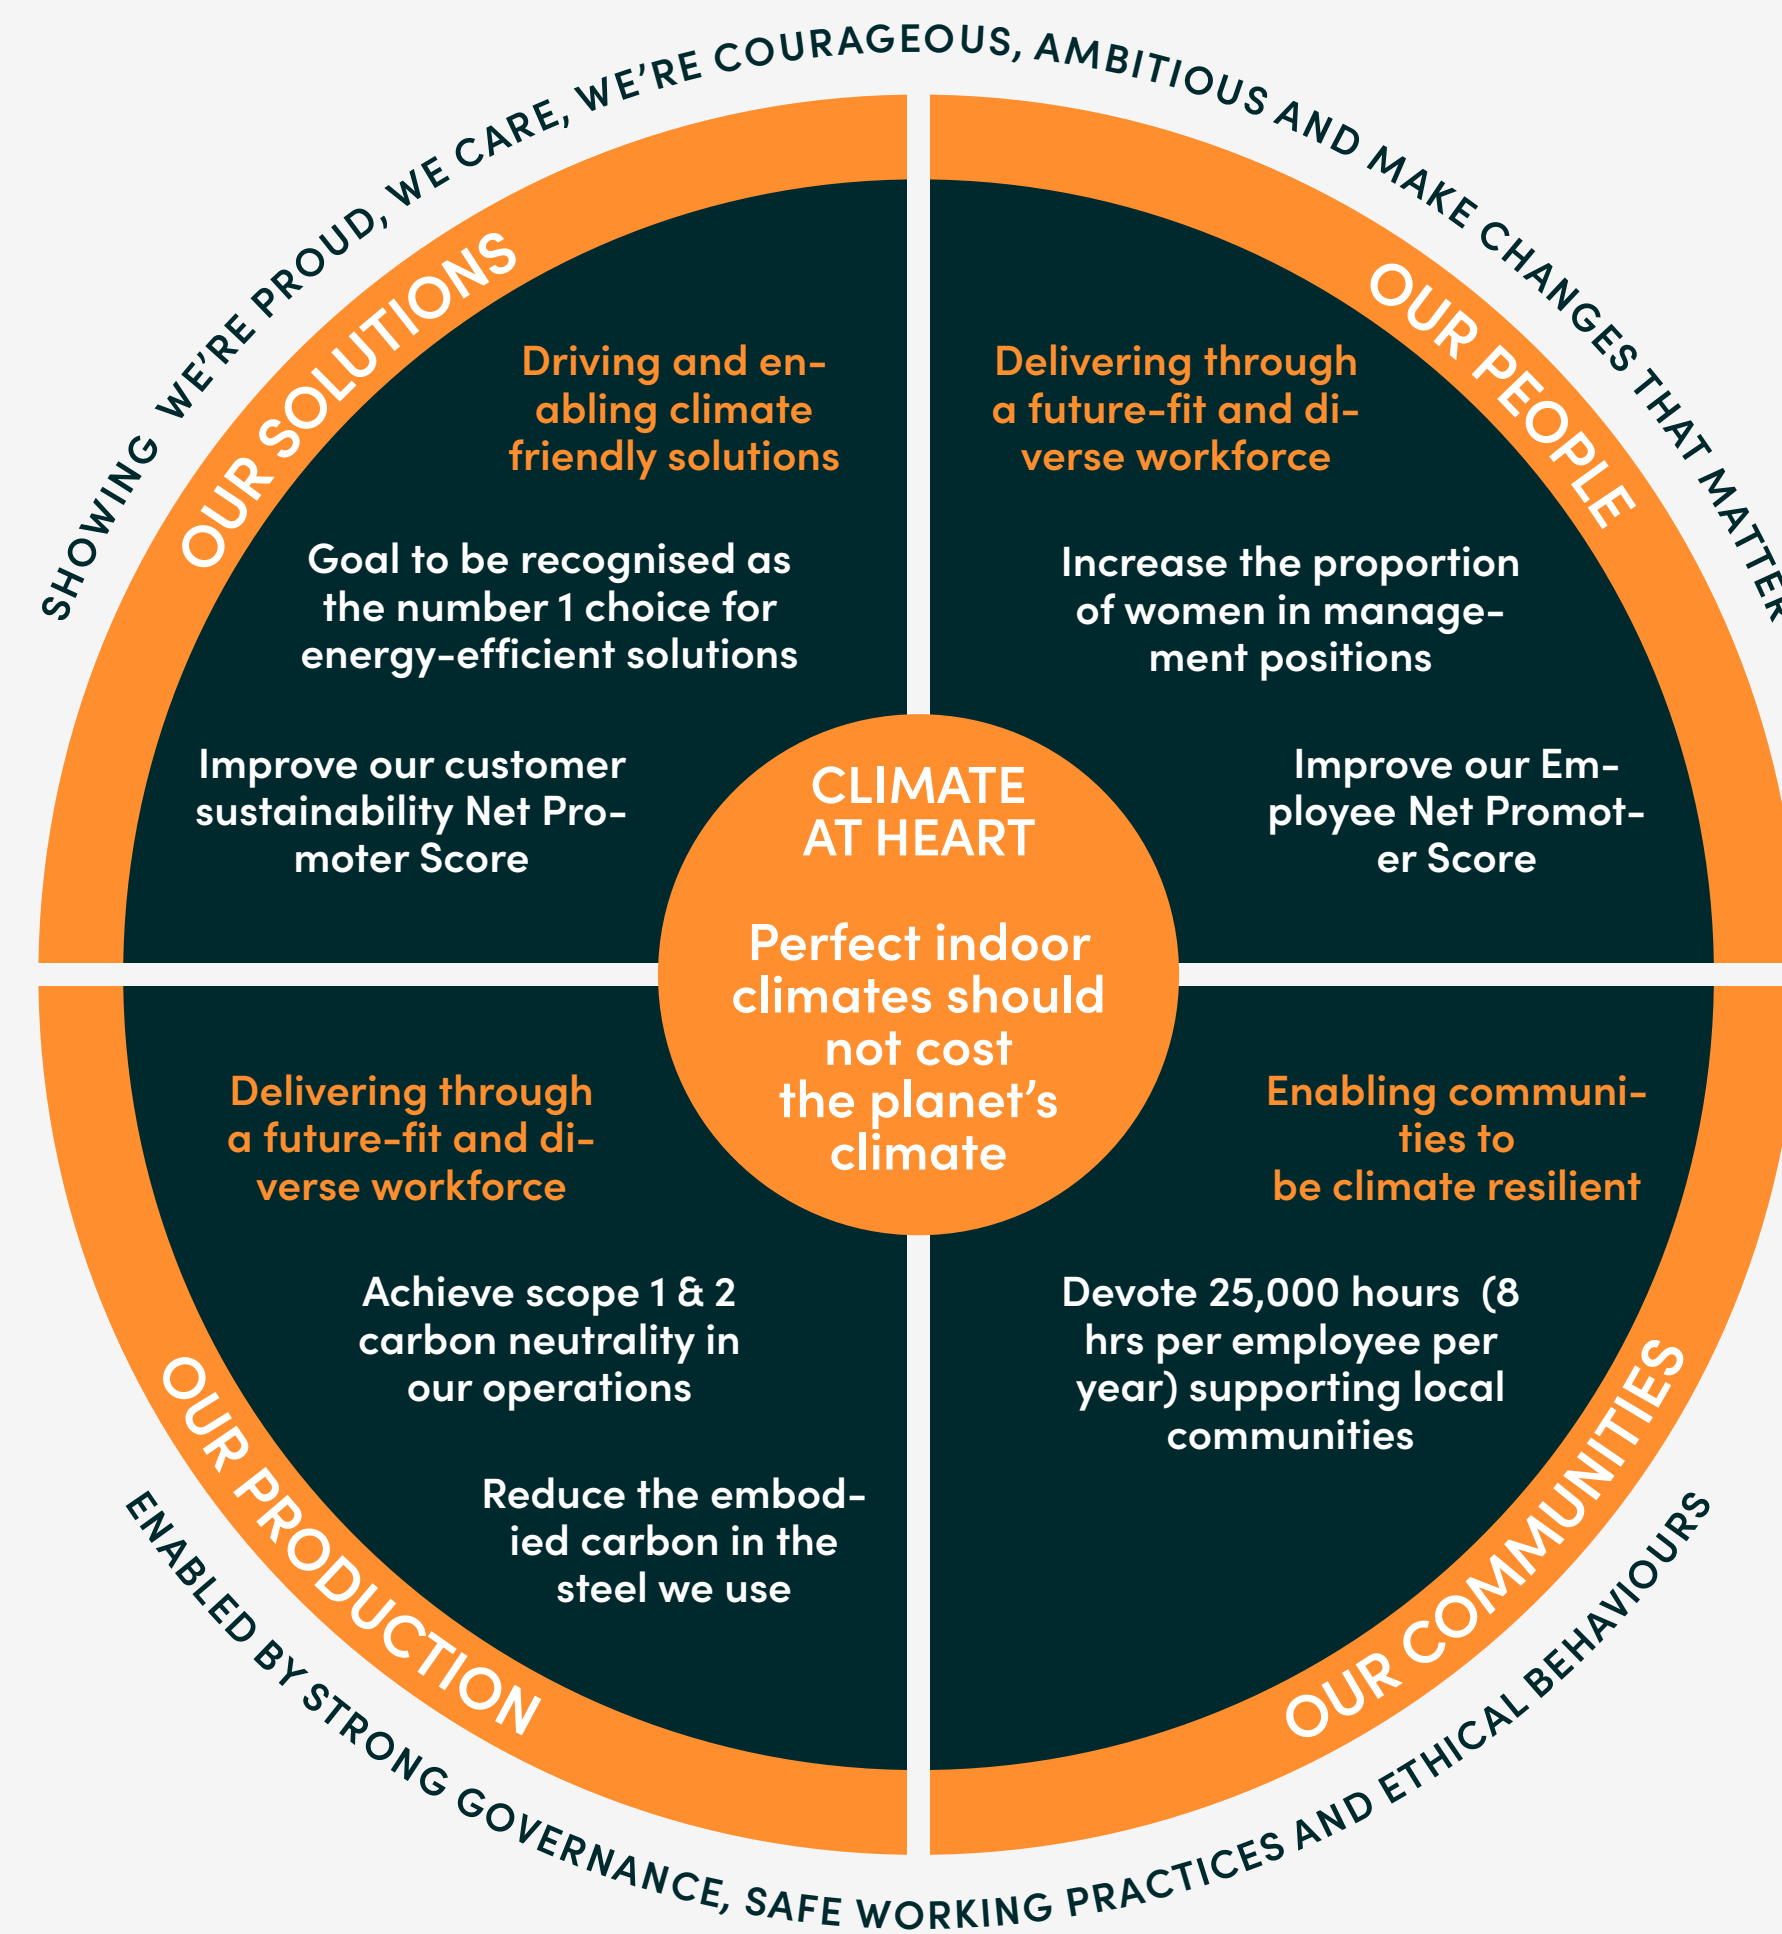 SHOWING WE'RE PROUD, WE CARE, WE'RE COURAGEOUS, AMBITIOUS AND MAKE CHANGES THAT MATTER
OUR SOLUTIONS
Driving and en-
abling climate
friendly solutions
Goal to be recognised as
the number 1 choice for
energy-efficient solutions
Improve our customer
sustainability Net Pro-
moter Score
OUR PEOPLE
Delivering through
a future-fit and di-
verse workforce
Increase the proportion
of women in manage-
ment positions
Improve our Em-
ployee Net Promot-
er Score
CLIMATE
AT HEART
Perfect indoor
climates should
not cost
the planet's
climate
Delivering through
a future-fit and di-
verse workforce
Achieve scope 1 & 2
carbon neutrality in
our operations
Reduce the embod-
ied carbon in the
steel we use
OUR PRODUCTION
Enabling communi-
ties to
be climate resilient
Devote 25,000 hours (8
hrs per employee per
year) supporting local
communities
OUR COMMUNITIES
ENABLED BY STRONG GOVERNANCE, SAFE WORKING PRACTICES AND ETHICAL BEHAVIOURS